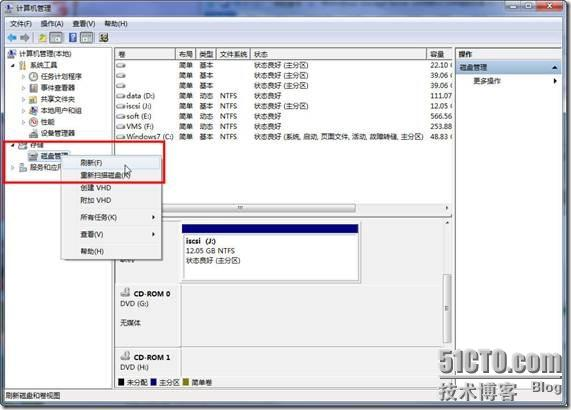 计算机管理
文件(F) 操作(A) 查看(V) 帮助(H)
计算机管理(本地)
系统工具
任务计划程序
事件查看器
共享文件夹
本地用户和组
性能
设备管理器
存储
磁盘管理
服务和应用
刷新(F)
重新扫描磁盘(R)
创建 VHD
附加 VHD
所有任务(K)
查看(V)
帮助(H)
卷 布局 类型 文件系统 状态 容量
简单 基本 状态良好 (主分区) 22.10 (
简单 基本 状态良好 (主分区) 39.06 (
简单 基本 状态良好 (主分区) 39.06 (
data (D:) 简单 动态 NTFS 状态良好 111.07
iscsi (J:) 简单 基本 NTFS 状态良好 (主分区) 12.05 G
soft (E:) 简单 动态 NTFS 状态良好 566.56
VMS (F:) 简单 动态 NTFS 状态良好 253.88
Windows7 (C:) 简单 基本 NTFS 状态良好 (系统, 启动, 页面文件, 活动, 故障转储, 主分区) 48.83 (
iscsi (J:)
12.05 GB NTFS
状态良好 (主分区)
CD-ROM 0
DVD (G:)
无媒体
CD-ROM 1
DVD (H:)
未分配 主分区 简单卷
操作
磁盘管理
更多操作
刷新磁盘和卷视图
51CTO.com
技术博客 Blog